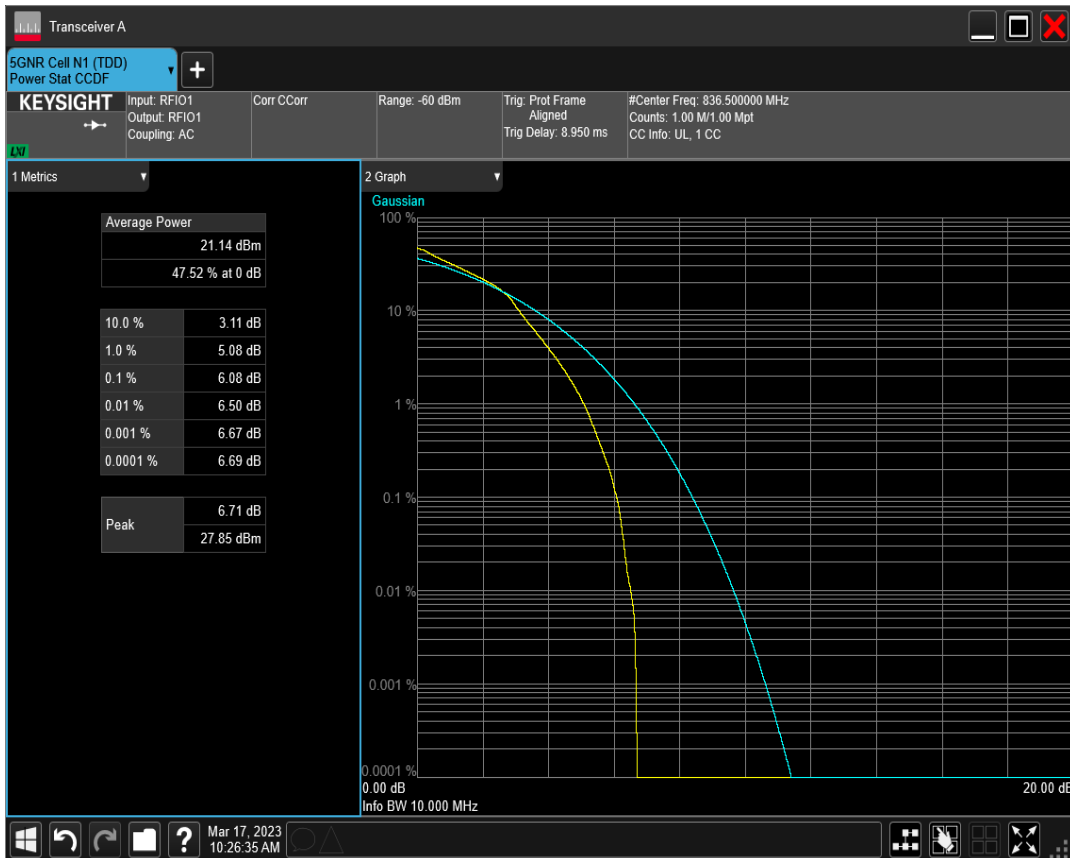 Transceiver A
5GNR Cell N1 (TDD)
Power Stat CCDF
+
KEYSIGHT
LXI
Input: RFIO1
Output: RFIO1
Coupling: AC
Corr CCorr
Range: -60 dBm
Trig: Prot Frame
Aligned
Trig Delay: 8.950 ms
#Center Freq: 836.500000 MHz
Counts: 1.00 M/1.00 Mpt
CC Info: UL, 1 CC
1 Metrics
Average Power
21.14 dBm
47.52 % at 0 dB
10.0 % 3.11 dB
1.0 % 5.08 dB
0.1 % 6.08 dB
0.01 % 6.50 dB
0.001 % 6.67 dB
0.0001 % 6.69 dB
Peak 6.71 dB
27.85 dBm
2 Graph
Gaussian
100 %
10 %
1 %
0.1 %
0.01 %
0.001 %
0.0001 %
0.00 dB 20.00 dB
Info BW 10.000 MHz
?
Mar 17, 2023
10:26:35 AM